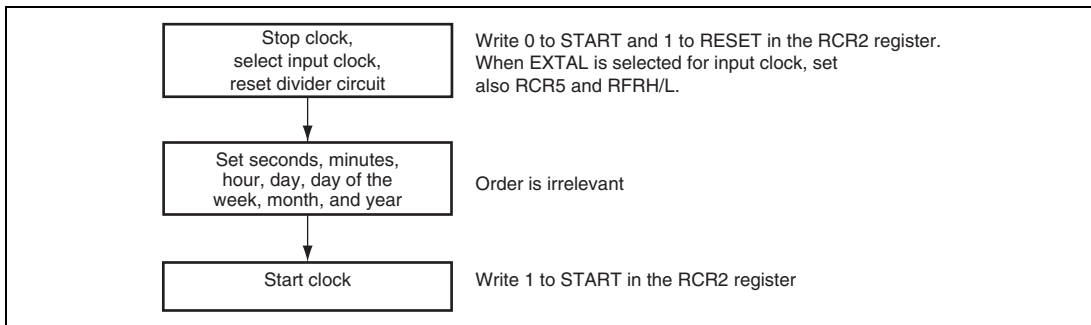 Stop clock,
select input clock,
reset divider circuit
Write 0 to START and 1 to RESET in the RCR2 register.
When EXTAL is selected for input clock, set
also RCR5 and RFRH/L.
Set seconds, minutes,
hour, day, day of the
week, month, and year
Order is irrelevant
Start clock
Write 1 to START in the RCR2 register